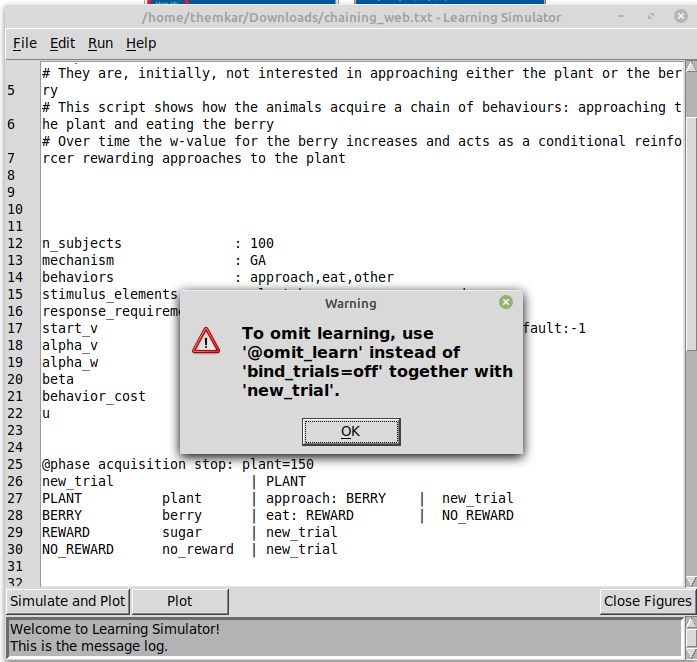 /home/themkar/Downloads/chaining_web.txt - Learning Simulator
File Edit Run Help
# They are, initially, not interested in approaching either the plant or the ber
5 ry
# This script shows how the animals acquire a chain of behaviours: approaching t
6 he plant and eating the berry
# Over time the w-value for the berry increases and acts as a conditional reinfo
7 rcer rewarding approaches to the plant
8
9
10
11
12 n_subjects : 100
13 mechanism : GA
14 behaviors : approach,eat,other
15 stimulus_elements
16 response_requireme
17 start_v fault:-1
18 alpha_v
19 alpha_w
20 beta
21 behavior_cost
22 u
23
24
25 @phase acquisition stop: plant=150
26 new_trial | PLANT
27 PLANT plant | approach: BERRY | new_trial
28 BERRY berry | eat: REWARD | NO_REWARD
29 REWARD sugar | new_trial
30 NO_REWARD no_reward | new_trial
31
32
Warning
To omit learning, use
'@omit_learn' instead of
'bind_trials=off' together with
'new_trial'.
OK
Simulate and Plot Plot Close Figures
Welcome to Learning Simulator!
This is the message log.